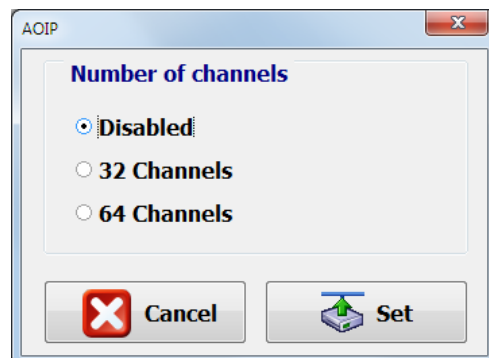 AOIP
Number of channels
Disabled
32 Channels
64 Channels
Cancel Set